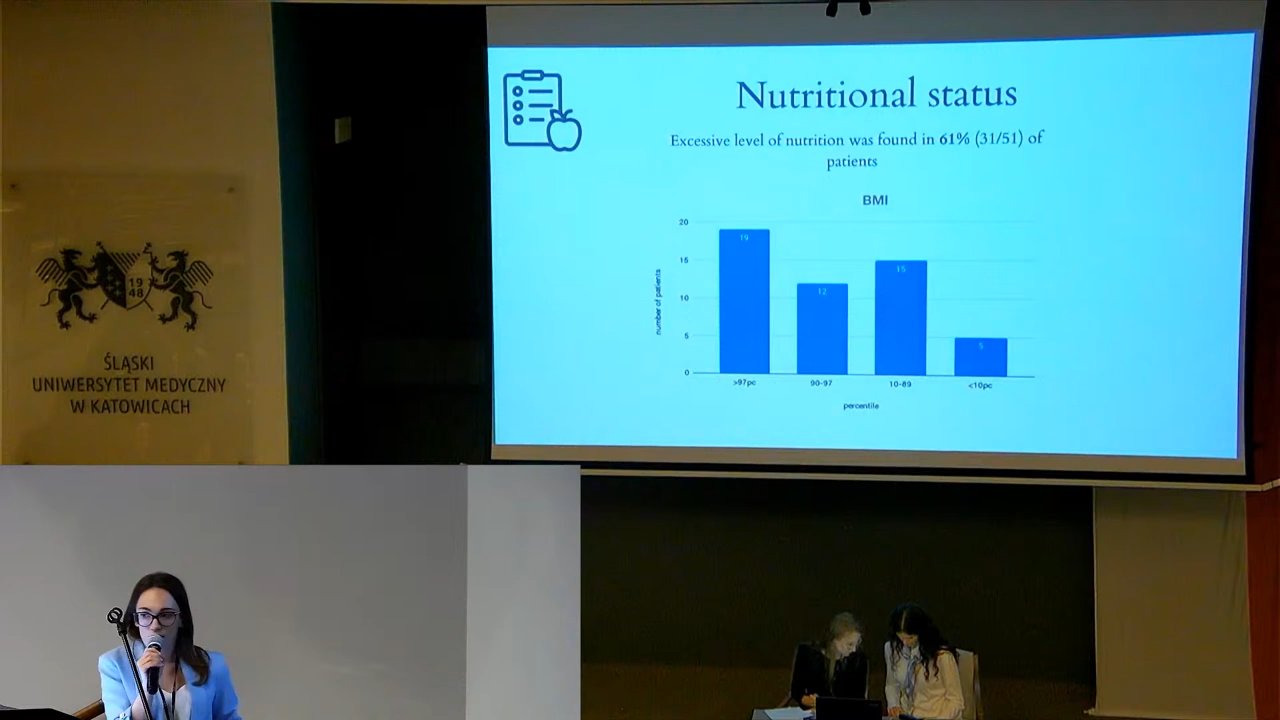 Nutritional status
Excessive level of nutrition was found in 61% (31/51) of
patients
BMI
20
15
10
5
0
number of patients
19
12
15
5
>97pc
90-97
10-89
<10pc
percentile
19
48
ŚLĄSKI
UNIWERSYTET MEDYCZNY
W KATOWICACH